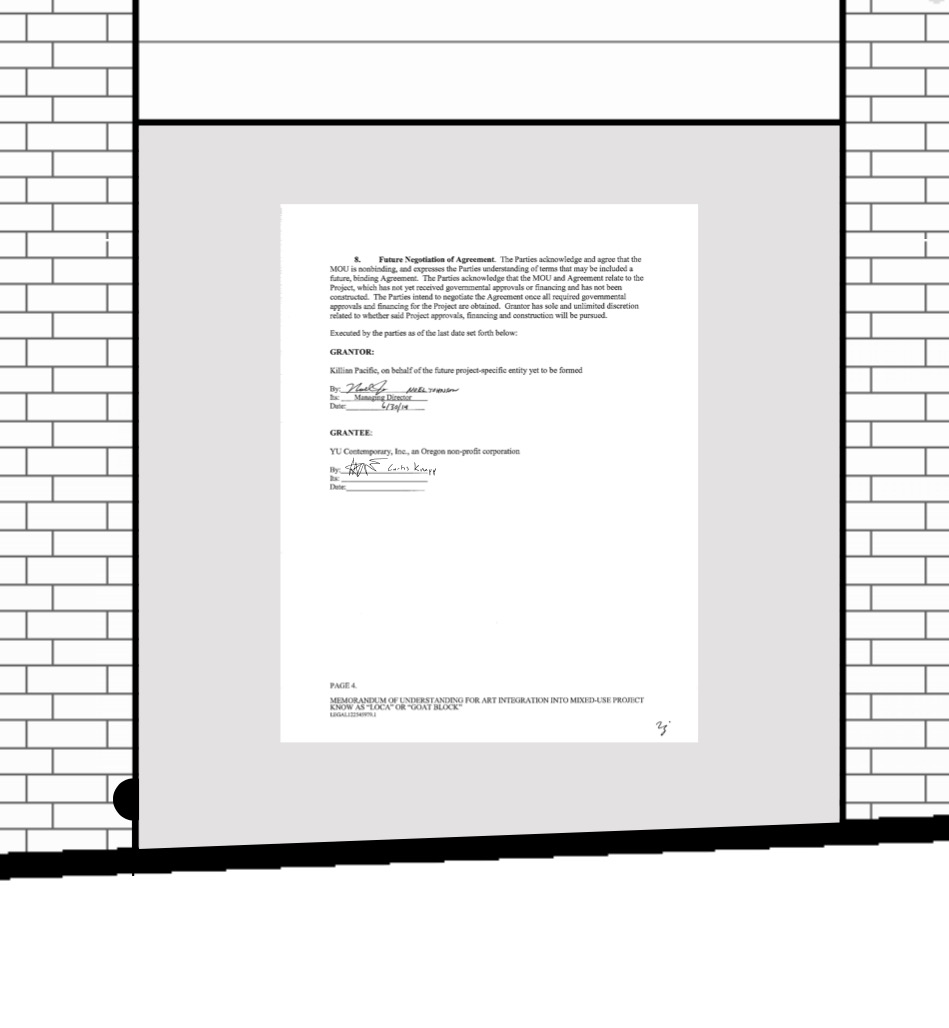 8. Future Negotiation of Agreement. The Parties acknowledge and agree that the
MOU is nonbinding, and expresses the Parties understanding of terms that may be included a
future, binding Agreement. The Parties acknowledge that the MOU and Agreement relate to the
Project, which has not yet received governmental approvals or financing and has not been
constructed. The Parties intend to negotiate the Agreement once all required governmental
approvals and financing for the Project are obtained. Grantor has sole and unlimited discretion
related to whether said Project approvals, financing and construction will be pursued.
Executed by the parties as of the last date set forth below:
GRANTOR:
Killian Pacific, on behalf of the future project-specific entity yet to be formed
By: NOEL JOHNSON
Its: Managing Director
Date: 6/30/14
GRANTEE:
YU Contemporary, Inc., an Oregon non-profit corporation
By: Curtis Knapp
Its:
Date:
PAGE 4.
MEMORANDUM OF UNDERSTANDING FOR ART INTEGRATION INTO MIXED-USE PROJECT
KNOW AS “LOCA” OR “GOAT BLOCK”